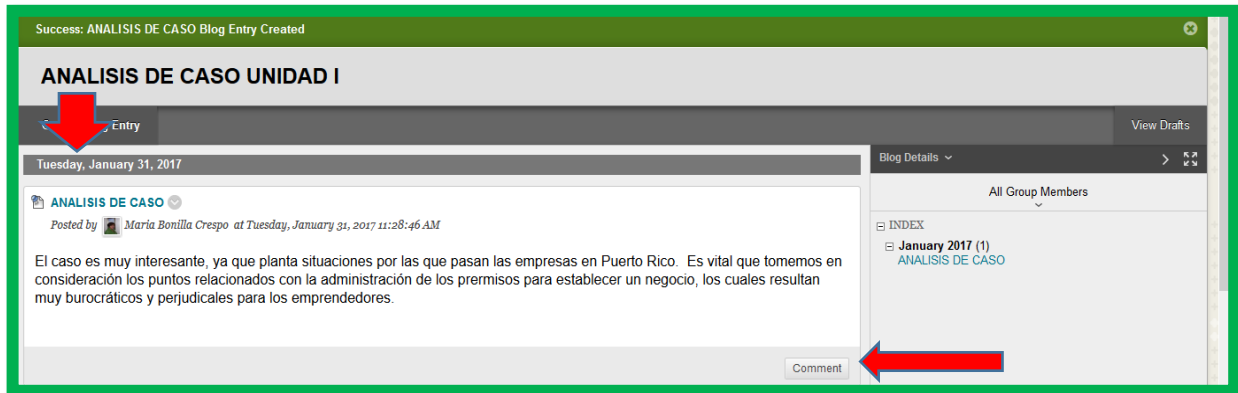 Success: ANALISIS DE CASO Blog Entry Created
ANALISIS DE CASO UNIDAD I
Entry
View Drafts
Tuesday, January 31, 2017
Blog Details
All Group Members
ANALISIS DE CASO
Posted by Maria Bonilla Crespo at Tuesday, January 31, 2017 11:28:46 AM
El caso es muy interesante, ya que planta situaciones por las que pasan las empresas en Puerto Rico. Es vital que tomemos en
consideración los puntos relacionados con la administración de los prermisos para establecer un negocio, los cuales resultan
muy burocráticos y perjudicales para los emprendedores.
Comment
INDEX
January 2017 (1)
ANALISIS DE CASO